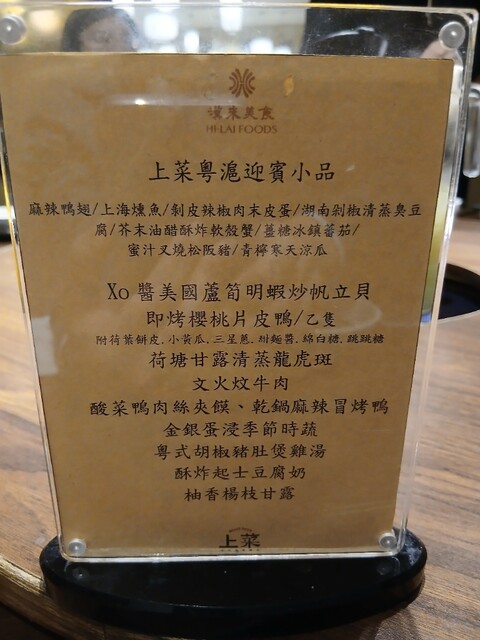 漢來美食
HI-LAI FOODS
上菜粵滬迎賓小品
麻辣鴨翅/上海燻魚/剝皮辣椒肉末皮蛋/湖南剁椒清蒸臭豆
腐/芥末油醋酥炸軟殼蟹/薑糖冰鎮蕃茄/
蜜汁叉燒松阪豬/青檸寒天涼瓜
Xo 醬美國蘆筍明蝦炒帆立貝
即烤櫻桃片皮鴨/乙隻
附荷葉餅皮.小黃瓜.三星蔥.甜麵醬.綿白糖.跳跳糖
荷塘甘露清蒸龍虎斑
文火炆牛肉
酸菜鴨肉絲夾饃、乾鍋麻辣冒烤鴨
金銀蛋浸季節時蔬
粵式胡椒豬肚煲雞湯
酥炸起士豆腐奶
柚香楊枝甘露
上菜